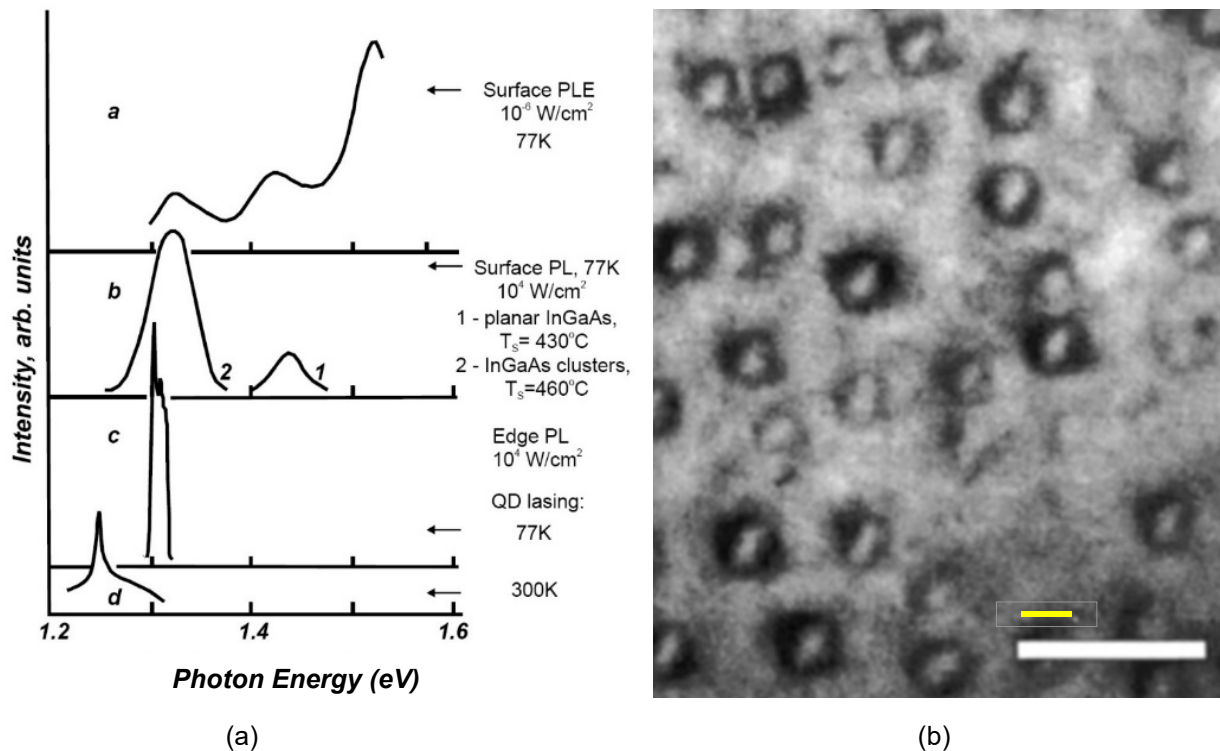 a
Surface PLE
10⁻⁶ W/cm²
77K
Intensity, arb. units
b
Surface PL, 77K
10⁴ W/cm²
1 - planar InGaAs,
Tₛ= 430°C
2 - InGaAs clusters,
Tₛ=460°C
2
1
c
Edge PL
10⁴ W/cm²
QD lasing:
77K
d
300K
1.2
1.4
1.6
Photon Energy (eV)
(a)
(b)